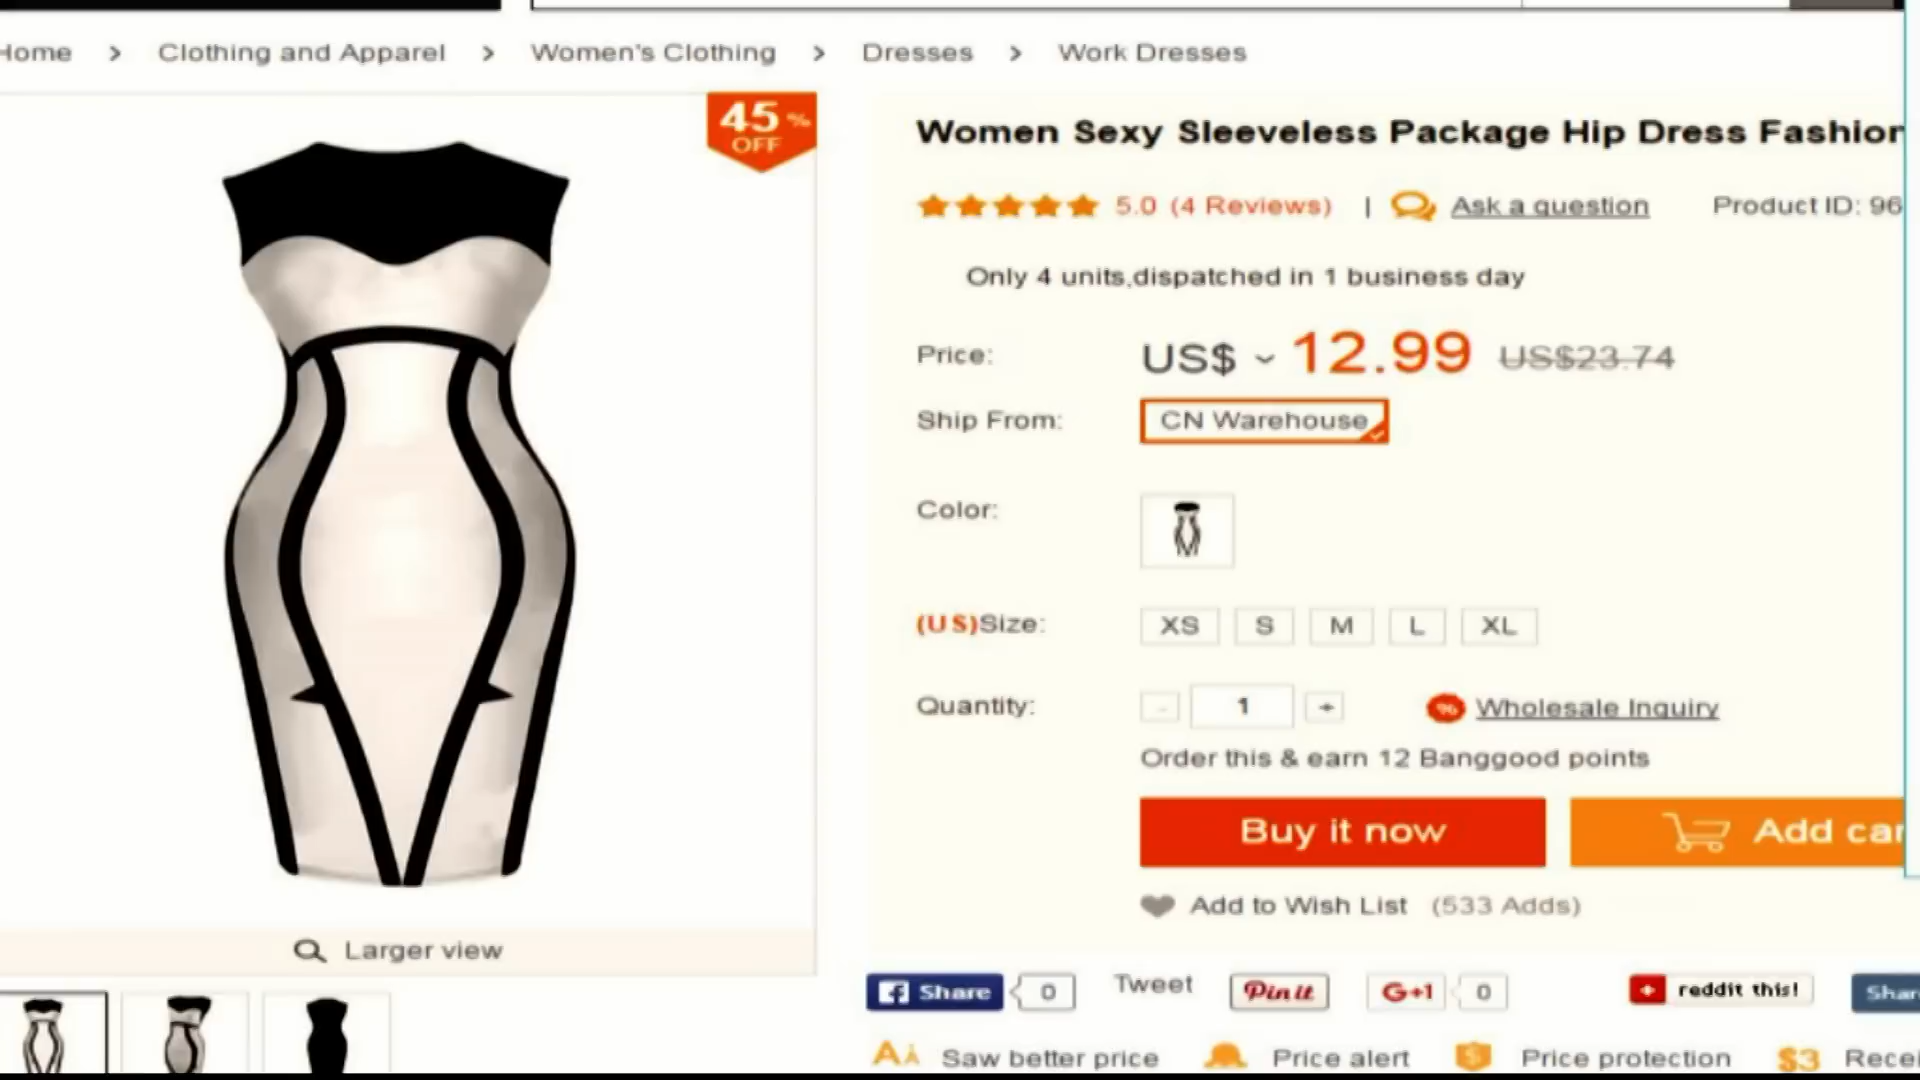 Home > Clothing and Apparel > Women's Clothing > Dresses > Work Dresses
45% OFF
Women Sexy Sleeveless Package Hip Dress Fashion
5.0 (4 Reviews) | Ask a question Product ID: 96
Only 4 units,dispatched in 1 business day
Price: US$ 12.99 US$23.74
Ship From: CN Warehouse
Color:
(US)Size: XS S M L XL
Quantity: - 1 + % Wholesale Inquiry
Order this & earn 12 Banggood points
Buy it now Add car
Add to Wish List (533 Adds)
Larger view
f Share 0 Tweet Pin it G+1 0 reddit this! Shar
Saw better price Price alert $ Price protection $3 Recei